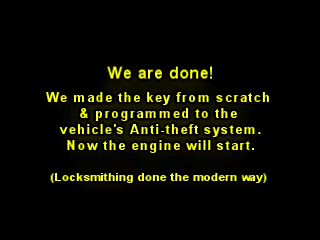 We are done!
We made the key from scratch
& programmed to the
vehicle's Anti-theft system.
Now the engine will start.
(Locksmithing done the modern way)